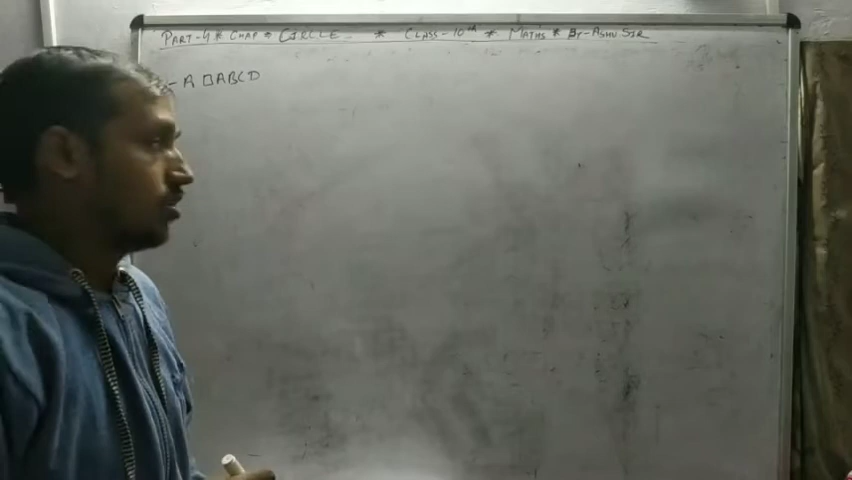 PART-4 * CHAP * CIRCLE * CLASS-10th * MATHS * BY-ASHU SIR
- A □ABCD